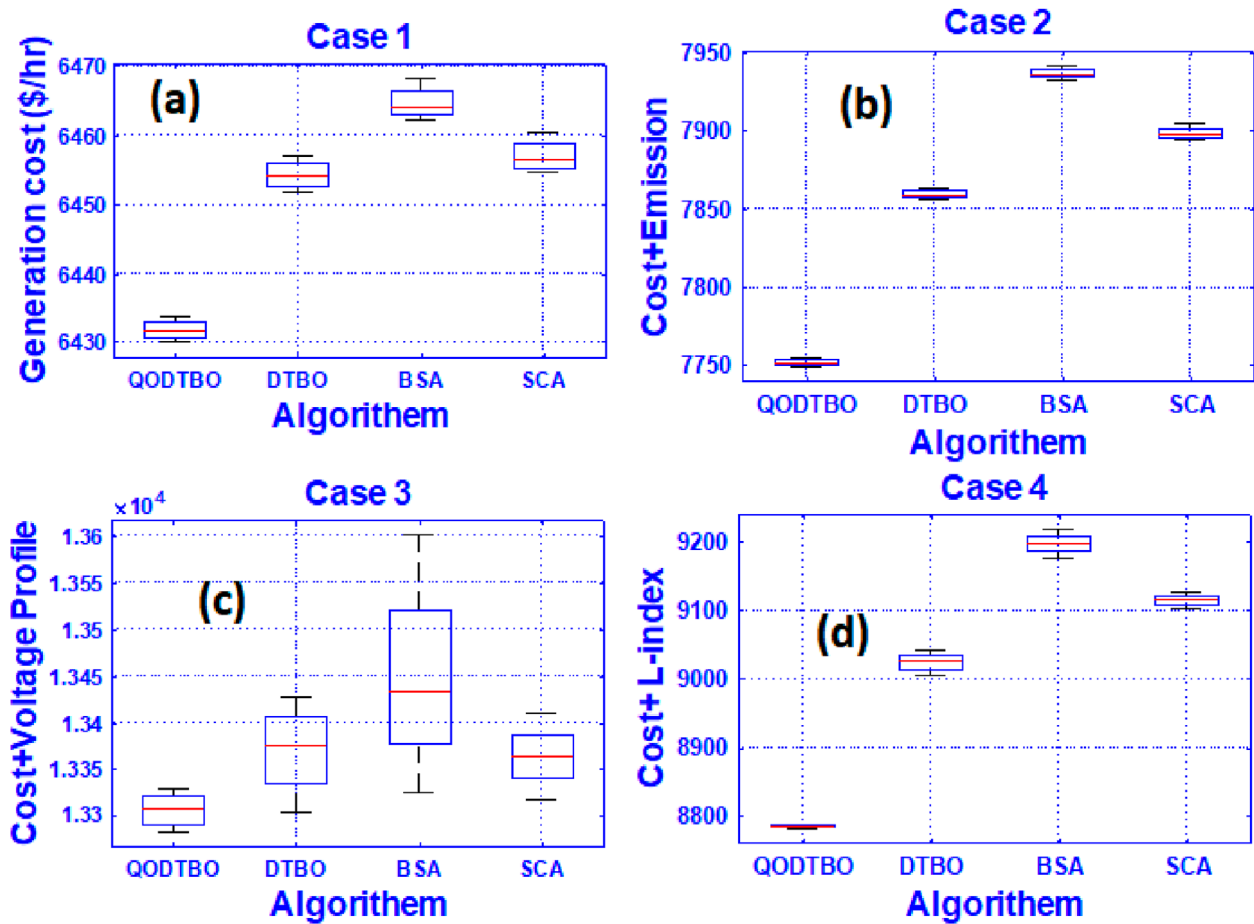 Case 1
(a)
Generation cost ($/hr)
6470
6460
6450
6440
6430
QODTBO DTBO BSA SCA
Algorithem
Case 2
(b)
Cost+Emission
7950
7900
7850
7800
7750
QODTBO DTBO BSA SCA
Algorithem
Case 3
× 10^4
(c)
Cost+Voltage Profile
1.36
1.355
1.35
1.345
1.34
1.335
1.33
QODTBO DTBO BSA SCA
Algorithem
Case 4
(d)
Cost+ L-index
9200
9100
9000
8900
8800
QODTBO DTBO BSA SCA
Algorithem